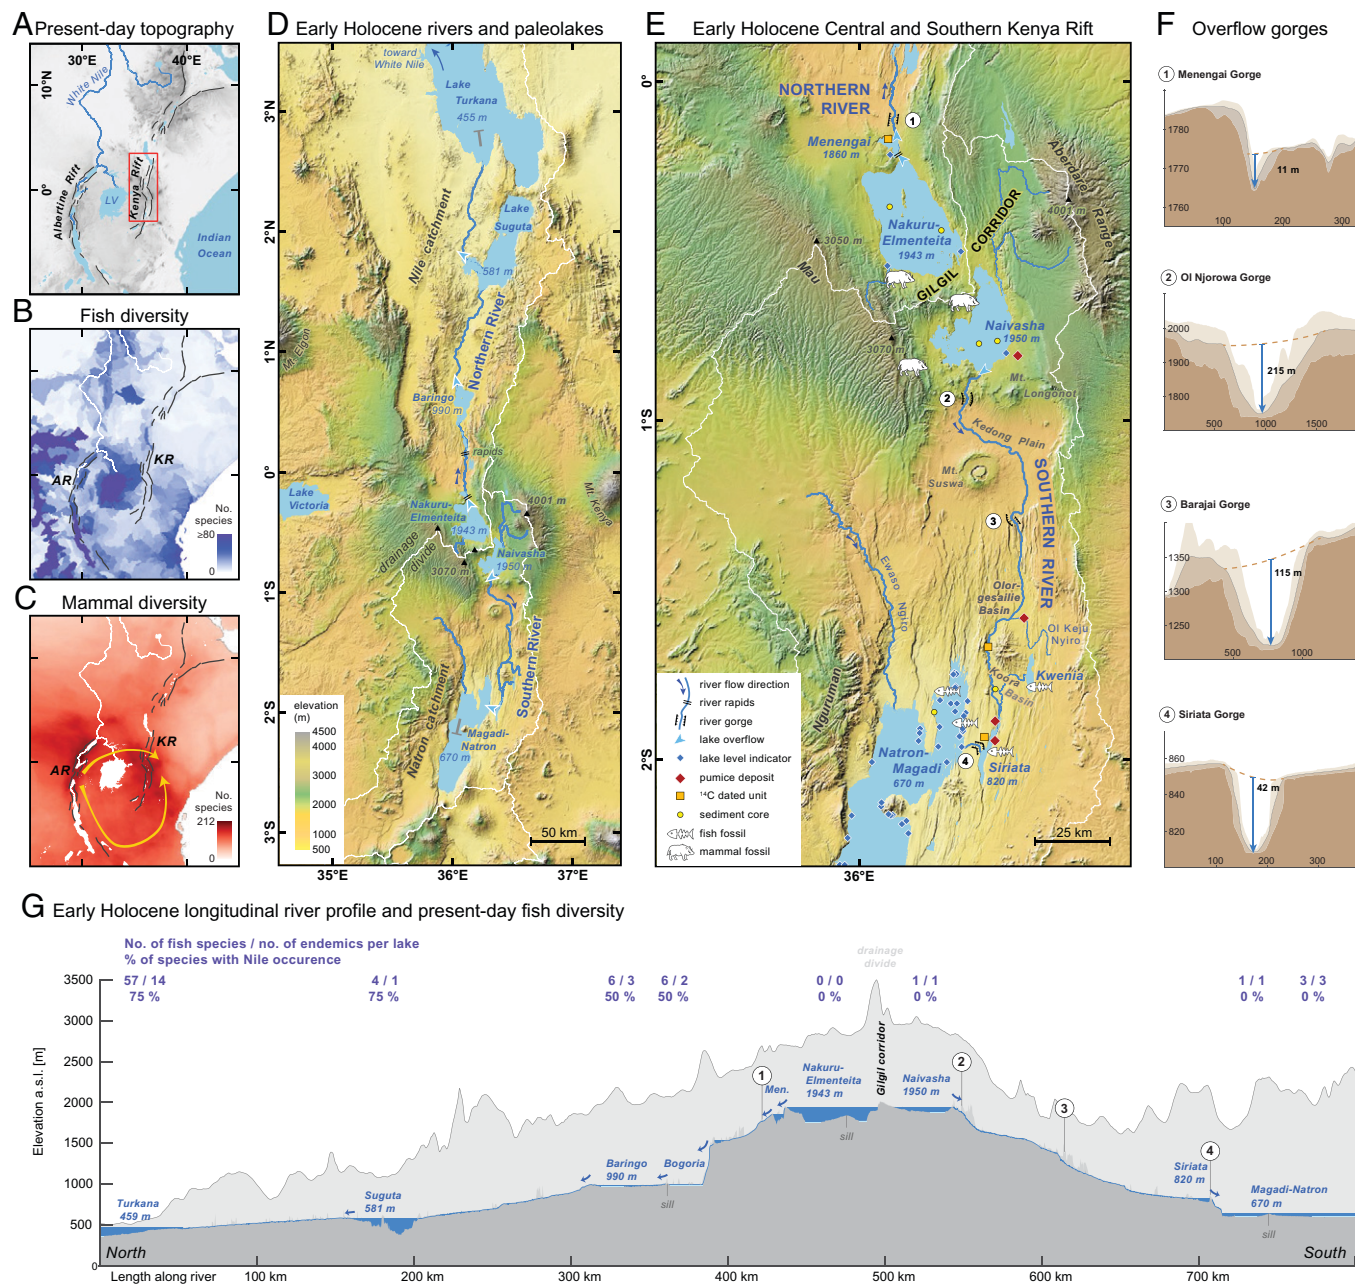 A Present-day topography
30°E 40°E
10°N
0°
White Nile
Albertine Rift
Kenya Rift
LV
Indian
Ocean
B Fish diversity
AR
KR
No.
species
≥80
0
C Mammal diversity
AR
KR
No.
species
212
0
D Early Holocene rivers and paleolakes
toward
White Nile
Lake
Turkana
455 m
3°N
2°N
1°N
0°
1°S
2°S
3°S
Nile catchment
Lake
Suguta
581 m
Northern River
Mt. Elgon
Baringo
990 m
rapids
Lake
Victoria
Nakuru-
Elmenteita
1943 m
4001 m
Mt. Kenya
drainage
divide
3070 m
Naivasha
1950 m
Southern River
Natron catchment
Magadi-
Natron
670 m
elevation
(m)
4500
4000
3000
2000
1000
500
50 km
35°E 36°E 37°E
E Early Holocene Central and Southern Kenya Rift
0°
1°S
2°S
NORTHERN
RIVER
1
Menengai
1860 m
Aberdare Range
4001 m
Nakuru-
Elmenteita
1943 m
3050 m
Mau
GILGIL CORRIDOR
Naivasha
1950 m
3070 m
Mt.
Longonot
2
Kedong Plain
Mt.
Suswa
SOUTHERN RIVER
3
Ewaso Ngiro
Olor-
gesailie
Basin
Ol Keju
Nyiro
Koora
Basin
Kwenia
Nguruman
Natron-
Magadi
670 m
4
Siriata
820 m
river flow direction
river rapids
river gorge
lake overflow
lake level indicator
pumice deposit
¹⁴C dated unit
sediment core
fish fossil
mammal fossil
25 km
36°E
F Overflow gorges
1 Menengai Gorge
1780
1770
1760
11 m
100 200 300
2 Ol Njorowa Gorge
2000
1900
1800
215 m
500 1000 1500
3 Barajai Gorge
1350
1300
1250
115 m
500 1000
4 Siriata Gorge
860
840
820
42 m
100 200 300
G Early Holocene longitudinal river profile and present-day fish diversity
No. of fish species / no. of endemics per lake
% of species with Nile occurence
57 / 14 4 / 1 6 / 3 6 / 2 0 / 0 1 / 1 1 / 1 3 / 3
75 % 75 % 50 % 50 % 0 % 0 % 0 % 0 %
drainage
divide
Elevation a.s.l. [m]
3500
3000
2500
2000
1500
1000
500
0
Turkana
459 m
Suguta
581 m
Baringo
990 m
sill
Bogoria
1
Men.
Nakuru-
Elmenteita
1943 m
sill
Gilgil corridor
Naivasha
1950 m
2
3
4
Siriata
820 m
Magadi-Natron
670 m
sill
North South
Length along river 100 km 200 km 300 km 400 km 500 km 600 km 700 km